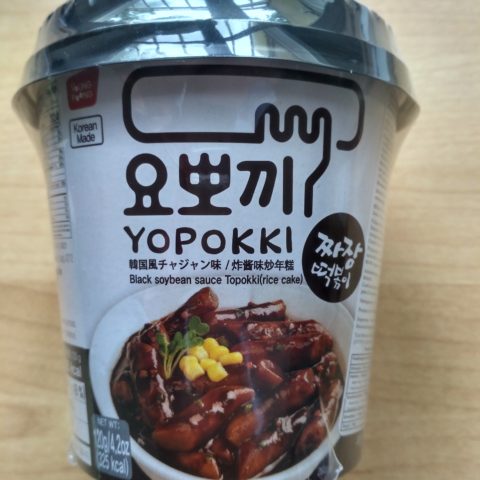 YOUNG
POONG
Korean
Made
요뽀끼
YOPOKKI
짜장
떡볶이
韓国風チャジャン味 / 炸酱味炒年糕
Black soybean sauce Topokki(rice cake)
NET WT:
120g(4.2oz)
(325 kcal)